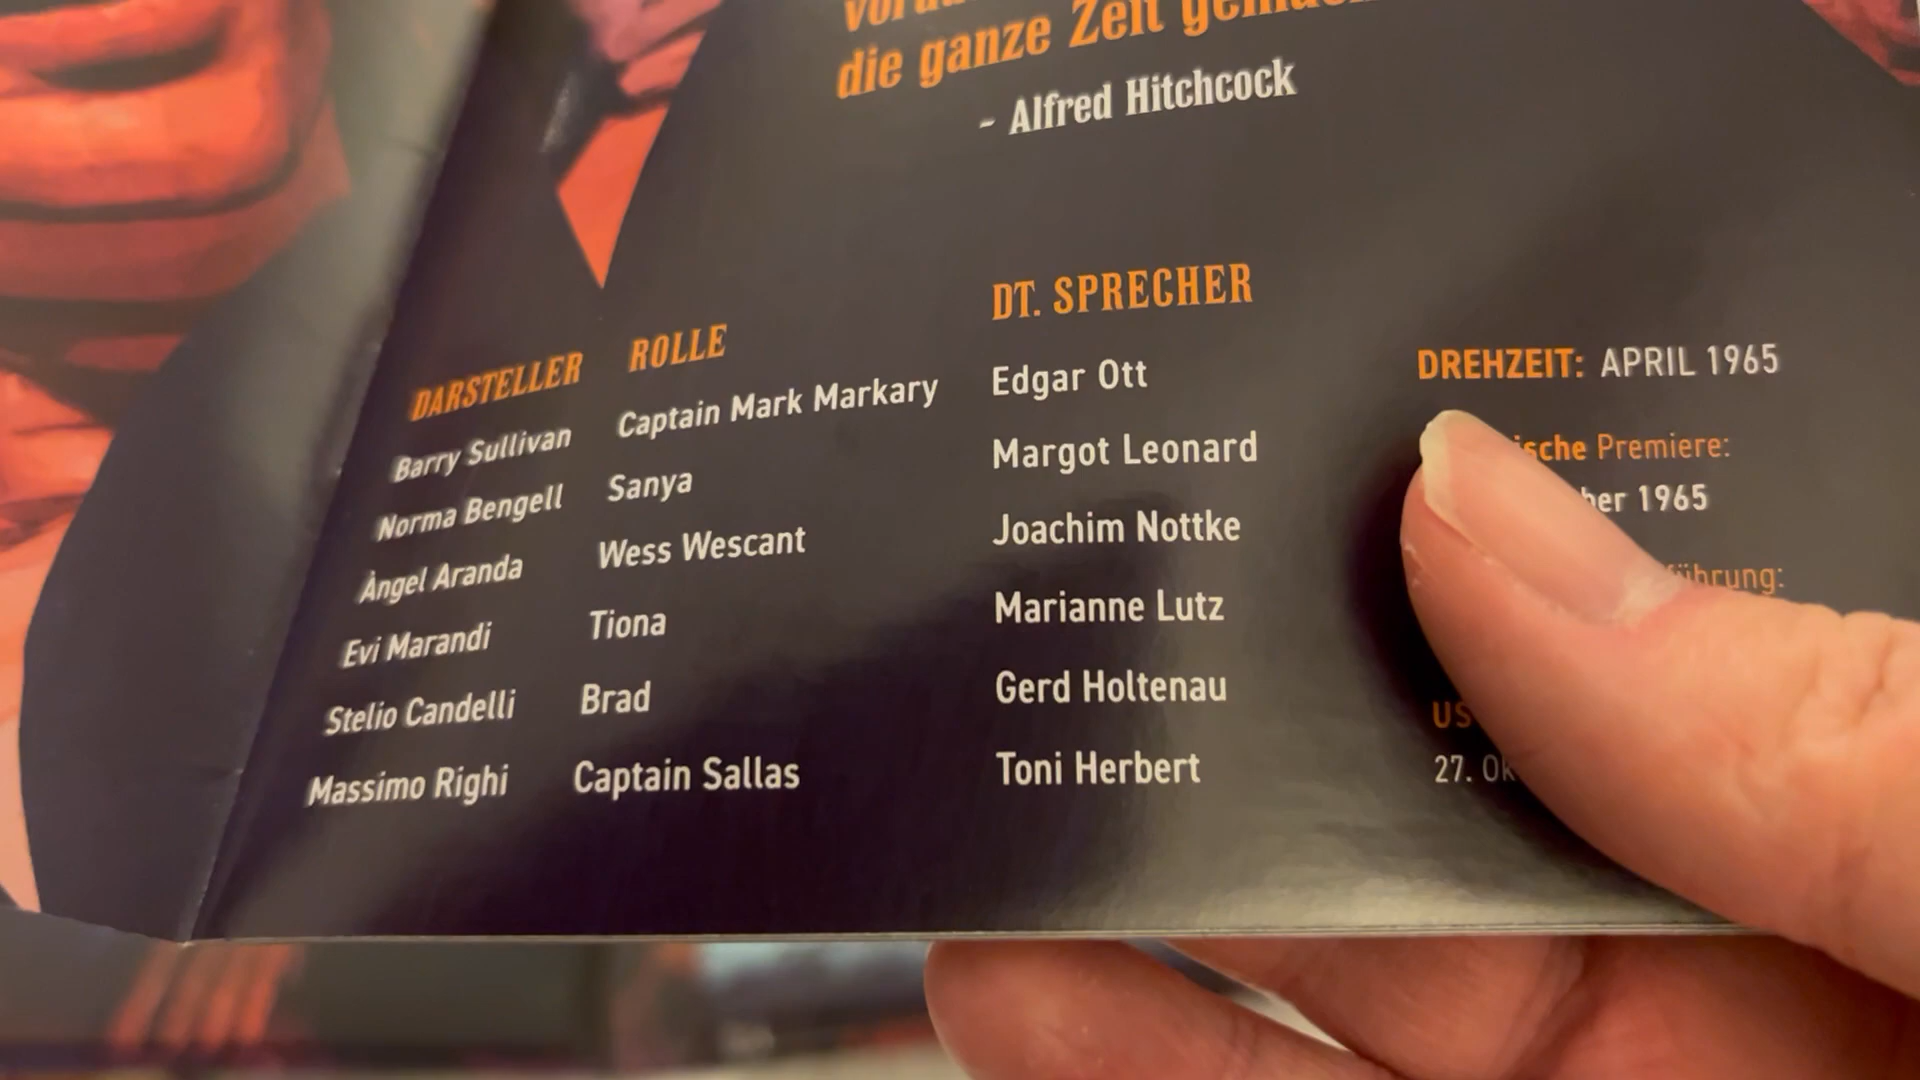 die ganze Zeit
- Alfred Hitchcock
DARSTELLER ROLLE DT. SPRECHER
Barry Sullivan Captain Mark Markary Edgar Ott
Norma Bengell Sanya Margot Leonard
Àngel Aranda Wess Wescant Joachim Nottke
Evi Marandi Tiona Marianne Lutz
Stelio Candelli Brad Gerd Holtenau
Massimo Righi Captain Sallas Toni Herbert
DREHZEIT: APRIL 1965
Premiere:
1965
US
27.